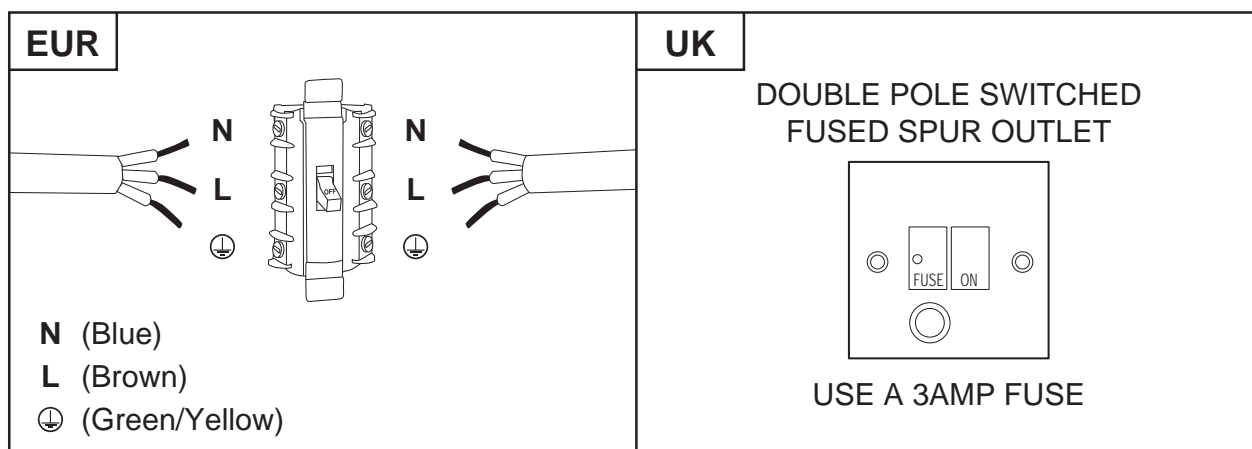 EUR
N
L
N
L
OFF
N (Blue)
L (Brown)
(Green/Yellow)
UK
DOUBLE POLE SWITCHED
FUSED SPUR OUTLET
FUSE ON
USE A 3AMP FUSE